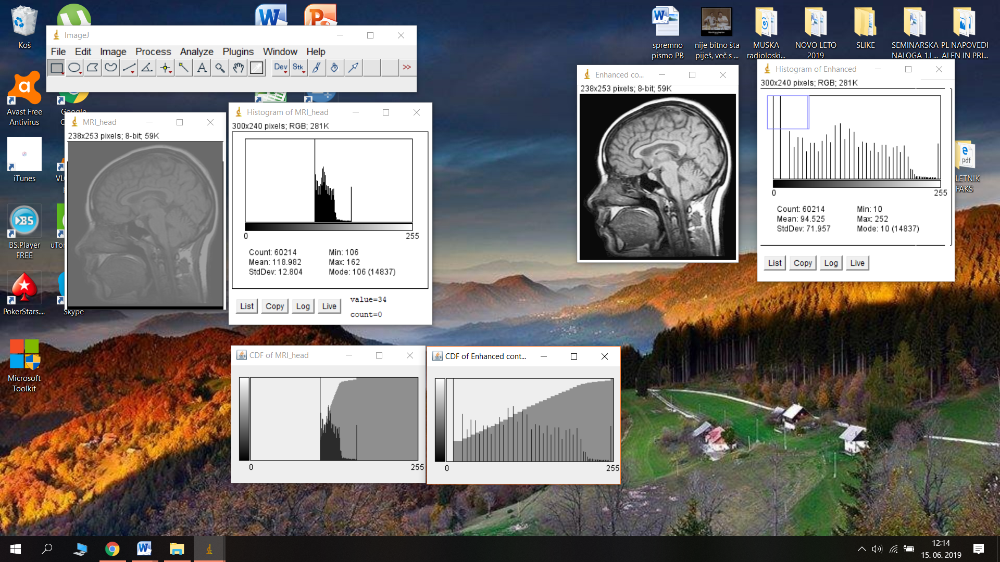 Koš
Avast Free
Antivirus
Google
iTunes
BS.Player
FREE
uTor
PokerStars....
Skype
Microsoft
Toolkit
spremno
pismo PB
nije bitno šta
piješ, več s ...
MUSKA
radioloski...
NOVO LETO
2019
SLIKE
SEMINARSKA
NALOGA 1.L...
PL NAPOVEDI
ALEN IN PRI...
LETNIK
FAKS
pdf
ImageJ
File Edit Image Process Analyze Plugins Window Help
Dev Stk >>
MRI_head
238x253 pixels; 8-bit; 59K
Histogram of MRI_head
300x240 pixels; RGB; 281K
0 255
Count: 60214 Min: 106
Mean: 118.982 Max: 162
StdDev: 12.804 Mode: 106 (14837)
List Copy Log Live
value=34
count=0
Enhanced co...
238x253 pixels; 8-bit; 59K
Histogram of Enhanced
300x240 pixels; RGB; 281K
0 255
Count: 60214 Min: 10
Mean: 94.525 Max: 252
StdDev: 71.957 Mode: 10 (14837)
List Copy Log Live
CDF of MRI_head
0 255
CDF of Enhanced cont...
0 255
12:14
15. 06. 2019